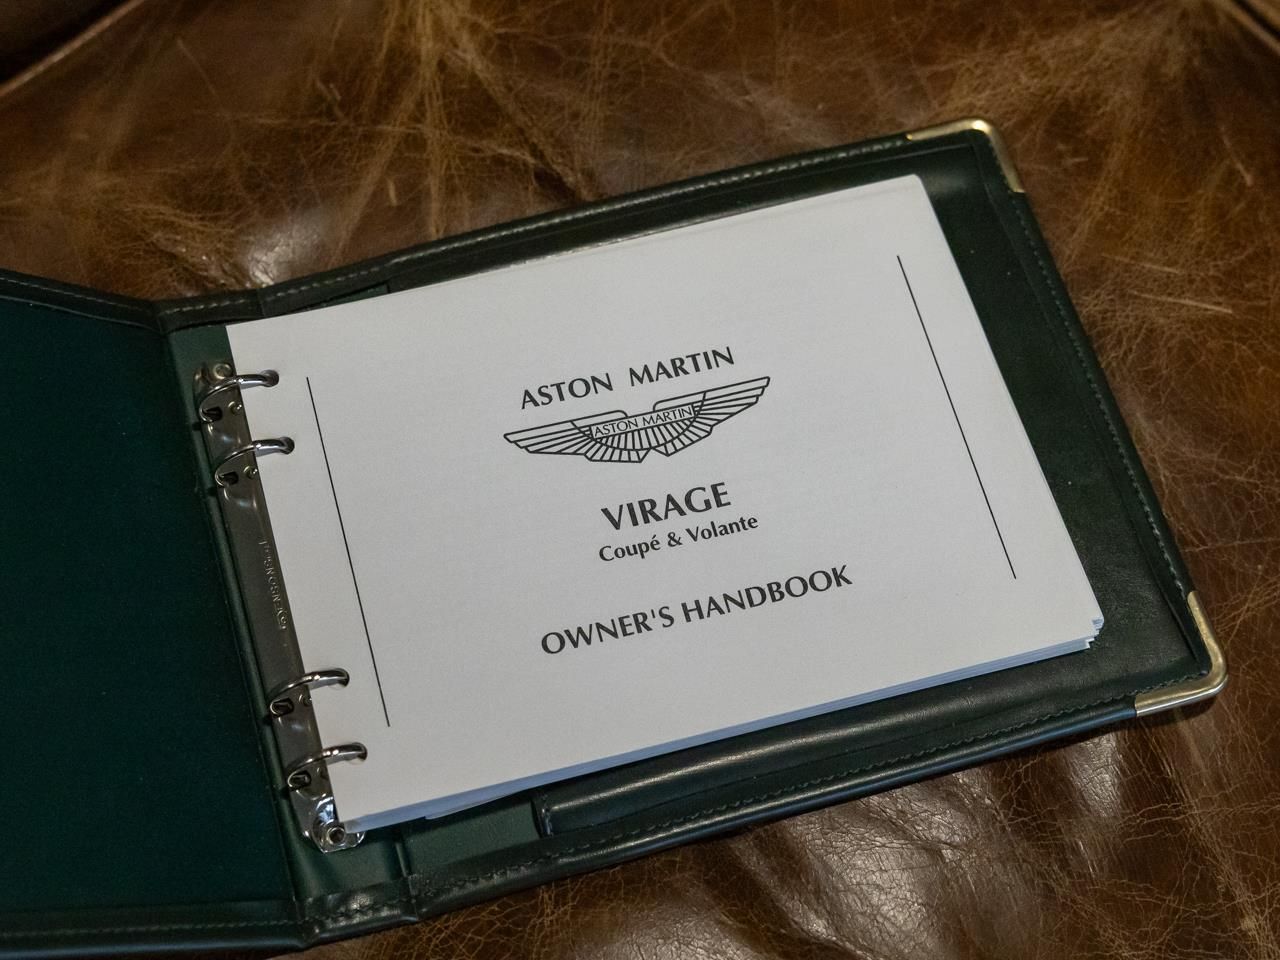 ASTON MARTIN
ASTON MARTIN
VIRAGE
Coupé & Volante
OWNER'S HANDBOOK